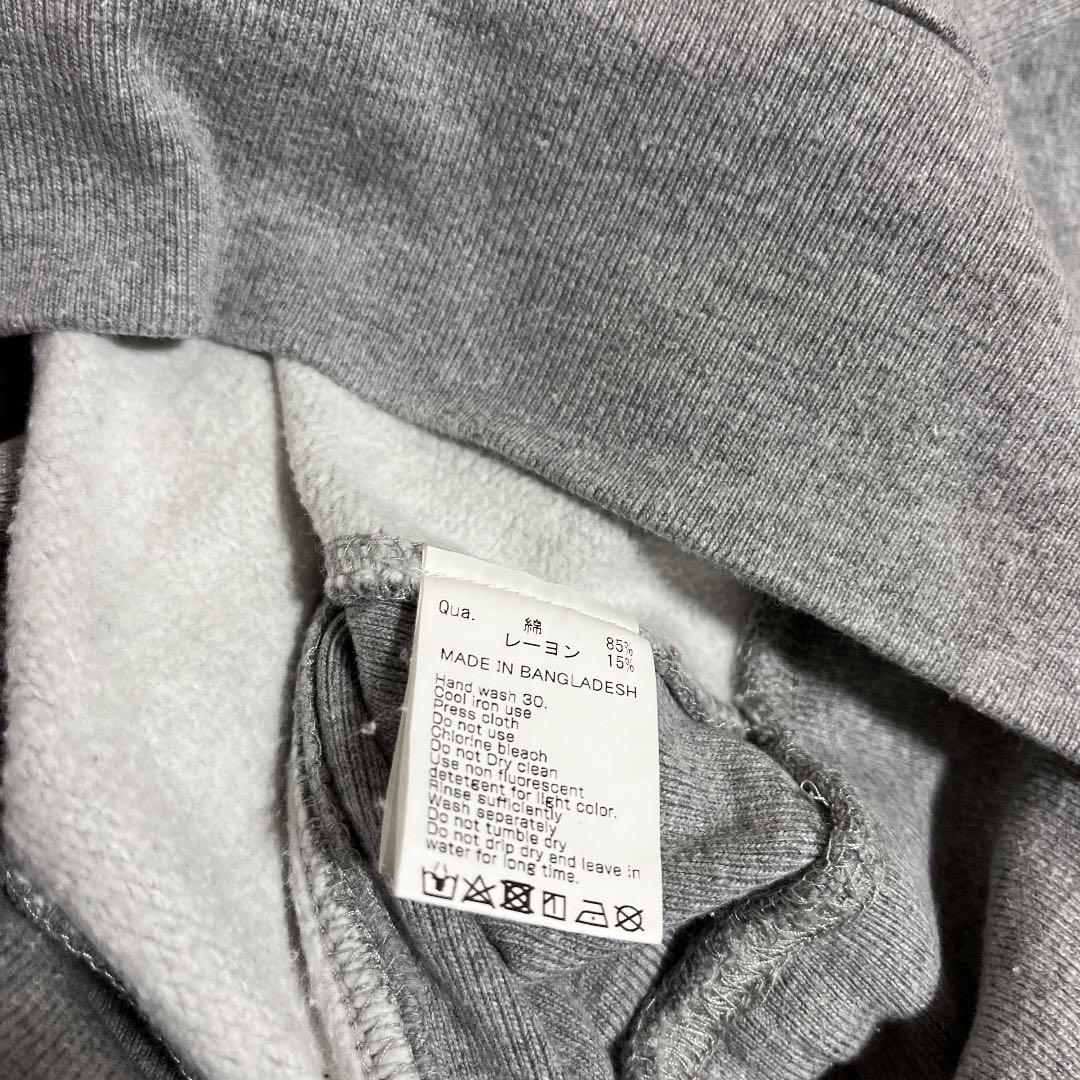 Qua. 綿 85%
レーヨン 15%
MADE IN BANGLADESH
Hand wash 30.
Cool iron use
Press cloth
Do not use
Chlorine bleach
Do not Dry clean
Use non fluorescent
detetgent for light color.
Rinse sufficiently
Wash separately
Do not tumble dry
Do not drip dry and leave in
water for long time.